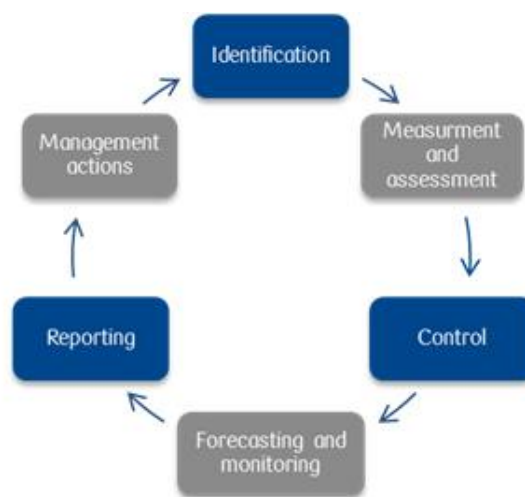 Identification
Measurment
and
assessment
Control
Forecasting and
monitoring
Reporting
Management
actions